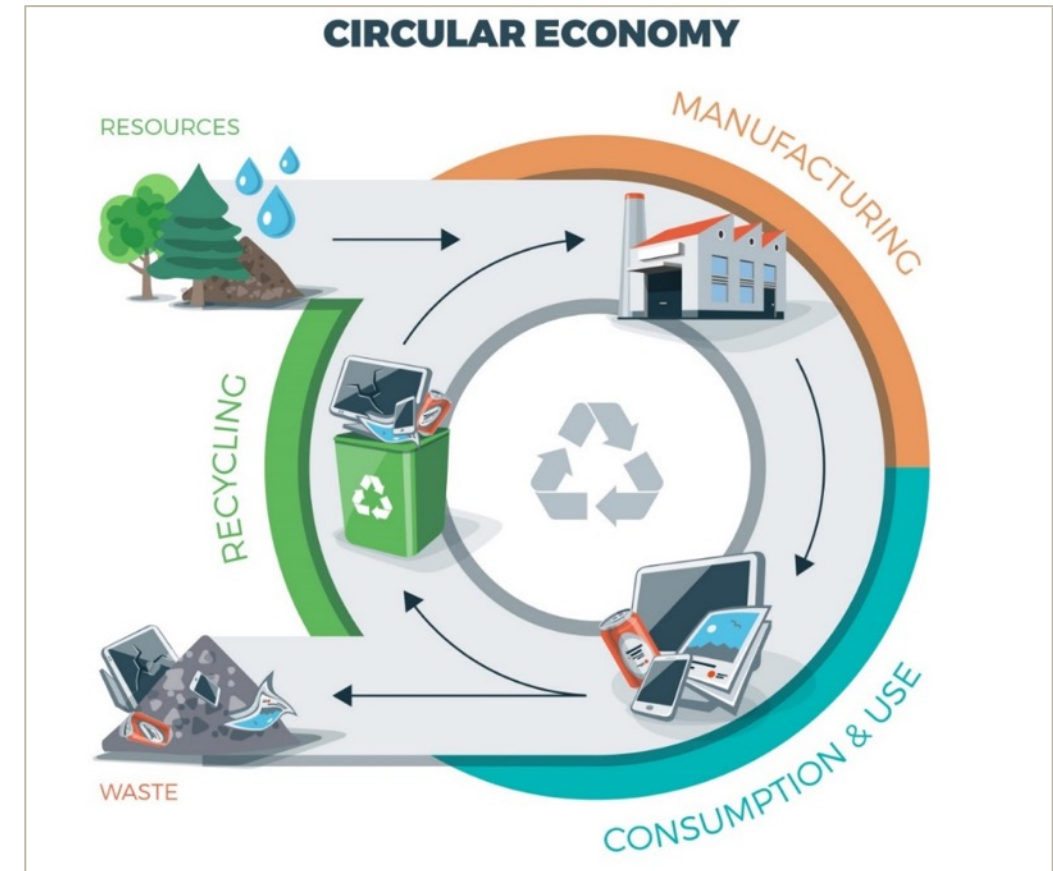 CIRCULAR ECONOMY
RESOURCES
MANUFACTURING
RECYCLING
CONSUMPTION & USE
WASTE